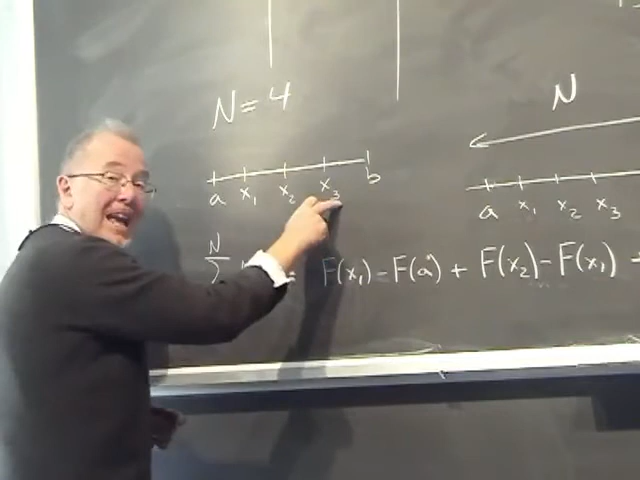 N = 4
N
a x₁ x₂ x₃ b
a x₁ x₂ x₃
N
Σ = F(x₁) - F(a) + F(x₂) - F(x₁) +